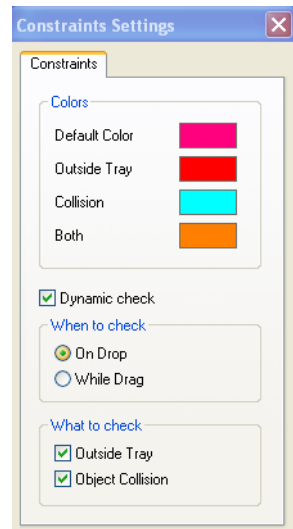 Constraints Settings
Constraints
Colors
Default Color
Outside Tray
Collision
Both
Dynamic check
When to check
On Drop
While Drag
What to check
Outside Tray
Object Collision